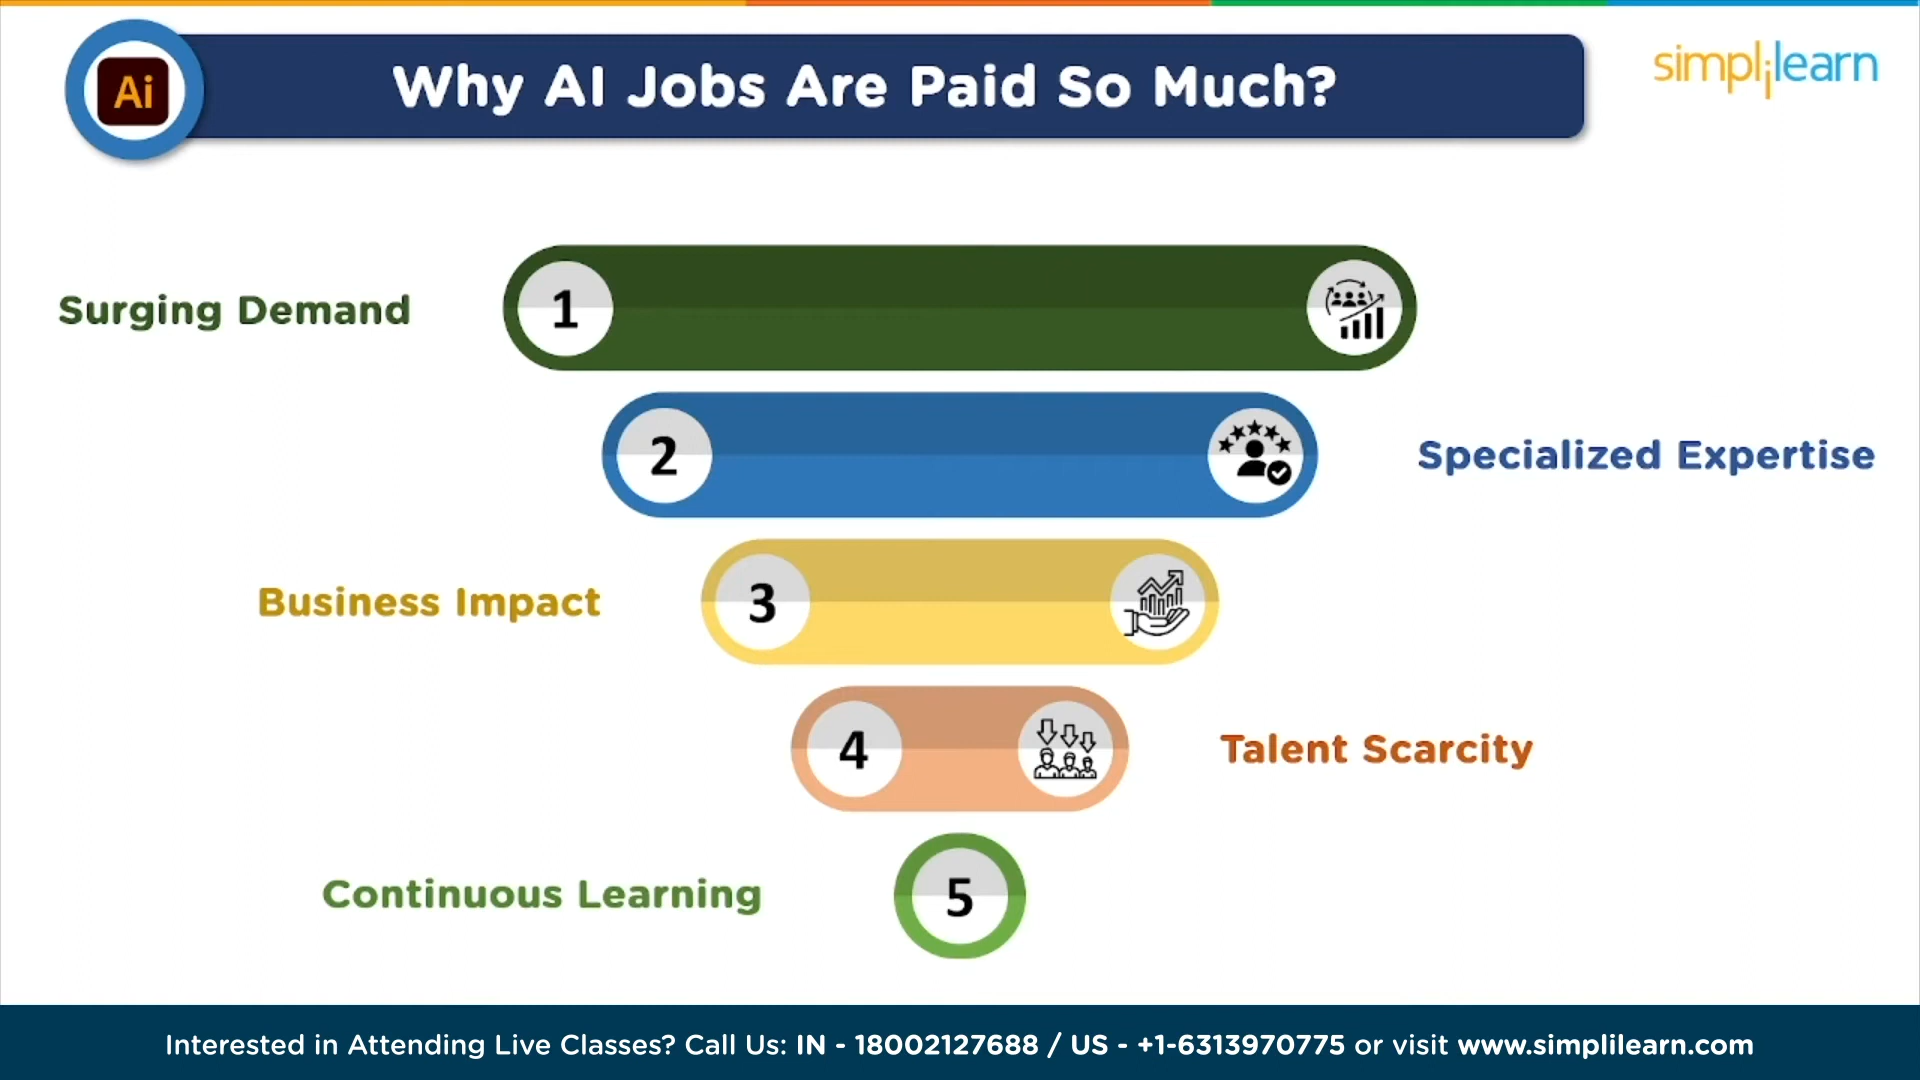 Ai
Why AI Jobs Are Paid So Much?
simplilearn
Surging Demand
1
2
Specialized Expertise
Business Impact
3
4
Talent Scarcity
Continuous Learning
5
Interested in Attending Live Classes? Call Us: IN - 18002127688 / US - +1-6313970775 or visit www.simplilearn.com